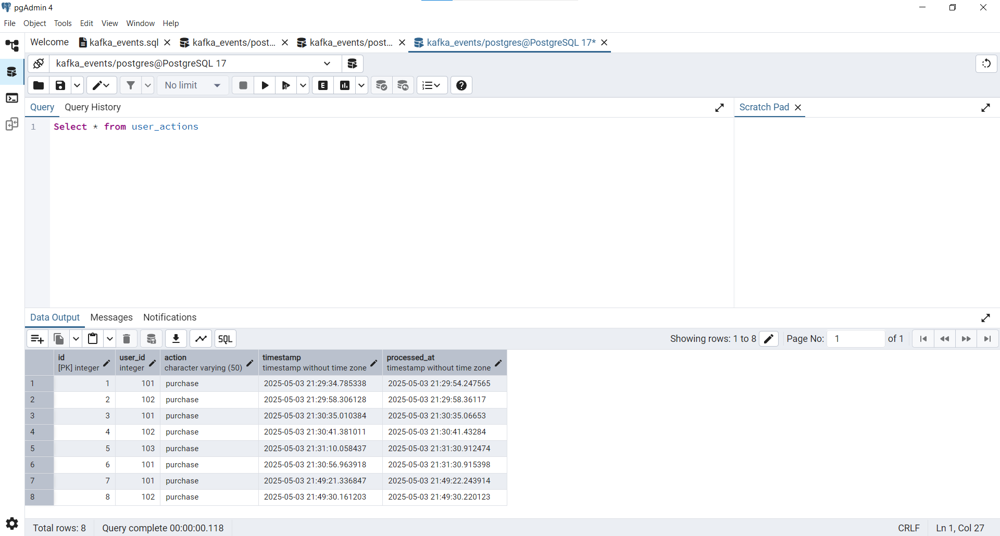 pgAdmin 4
File Object Tools Edit View Window Help
Welcome kafka_events.sql kafka_events/post... kafka_events/post... kafka_events/postgres@PostgreSQL 17*
kafka_events/postgres@PostgreSQL 17
No limit E
Query Query History Scratch Pad
1 Select * from user_actions
Data Output Messages Notifications
SQL Showing rows: 1 to 8 Page No: 1 of 1
id user_id action timestamp processed_at
[PK] integer integer character varying (50) timestamp without time zone timestamp without time zone
1 1 101 purchase 2025-05-03 21:29:34.785338 2025-05-03 21:29:54.247565
2 2 102 purchase 2025-05-03 21:29:58.306128 2025-05-03 21:29:58.36117
3 3 101 purchase 2025-05-03 21:30:35.010384 2025-05-03 21:30:35.06653
4 4 102 purchase 2025-05-03 21:30:41.381011 2025-05-03 21:30:41.43284
5 5 103 purchase 2025-05-03 21:31:10.058437 2025-05-03 21:31:30.912474
6 6 101 purchase 2025-05-03 21:30:56.963918 2025-05-03 21:31:30.915398
7 7 101 purchase 2025-05-03 21:49:21.336847 2025-05-03 21:49:22.243914
8 8 102 purchase 2025-05-03 21:49:30.161203 2025-05-03 21:49:30.220123
Total rows: 8 Query complete 00:00:00.118 CRLF Ln 1, Col 27